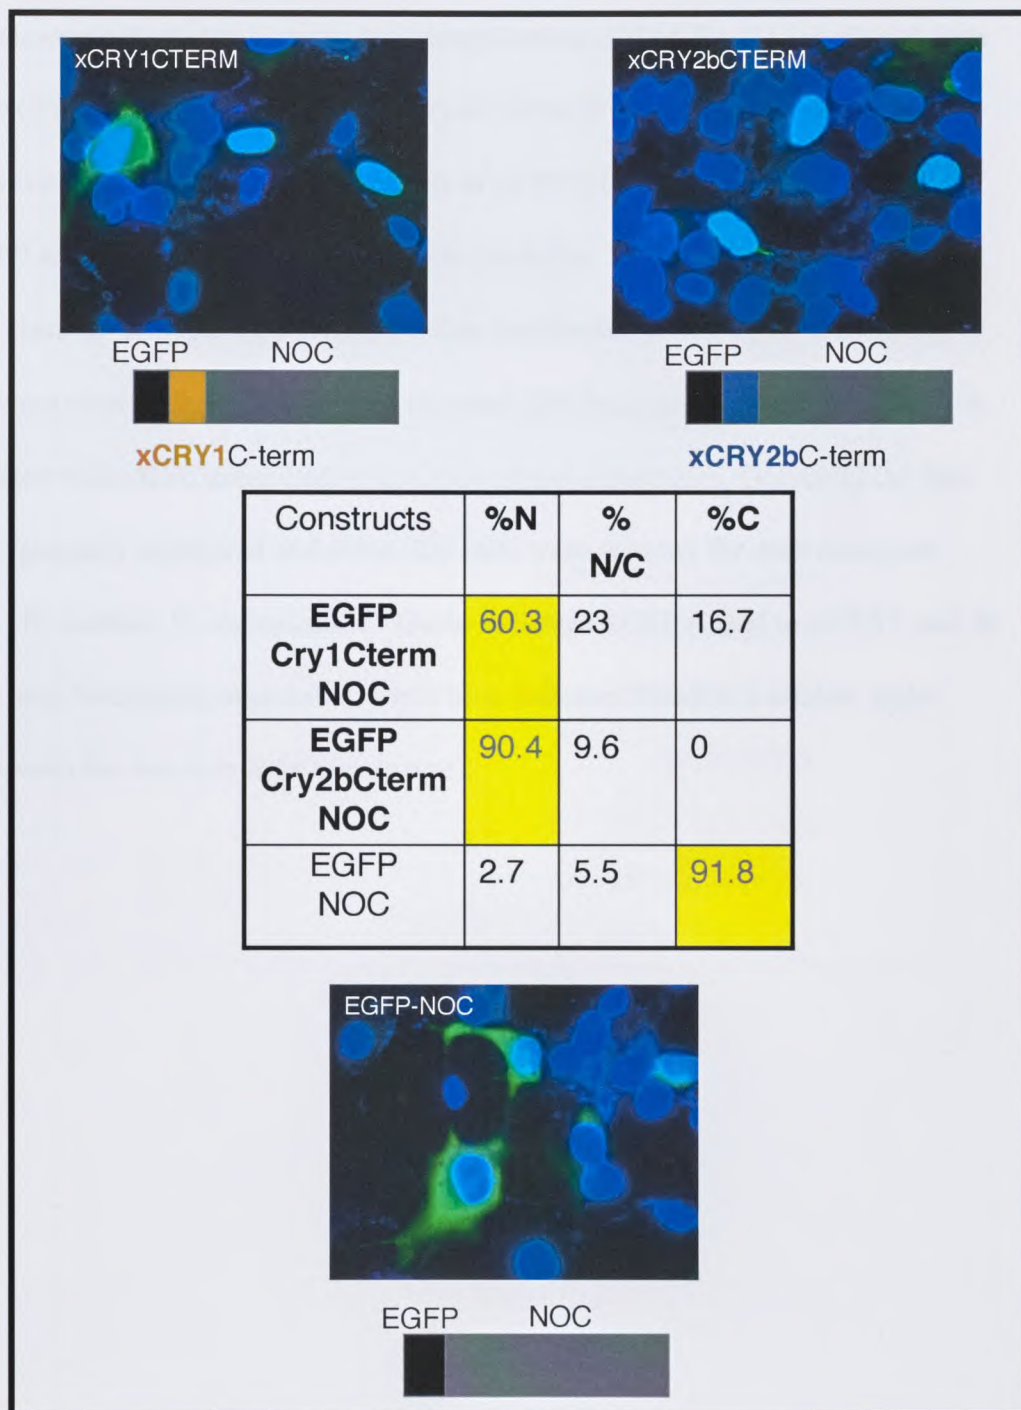 xCRY1CTERM
xCRY2bCTERM
EGFP NOC
EGFP NOC
xCRY1C-term
xCRY2bC-term
Constructs %N % N/C %C
EGFP Cry1Cterm NOC 60.3 23 16.7
EGFP Cry2bCterm NOC 90.4 9.6 0
EGFP NOC 2.7 5.5 91.8
EGFP-NOC
EGFP NOC